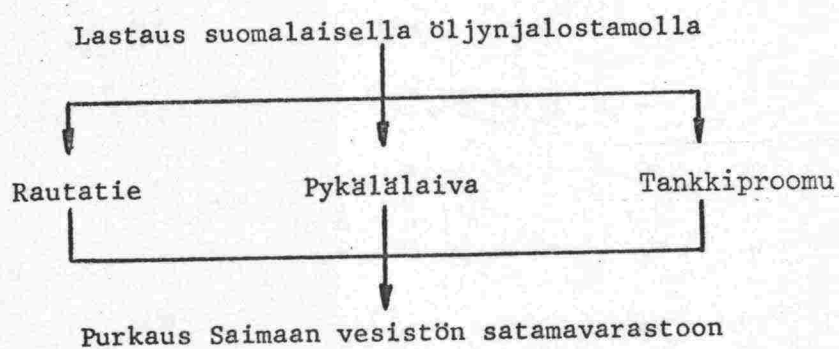 Lastaus suomalaisella öljynjalostamolla
Rautatie Pykälälaiva Tankkiproomu
Purkaus Saimaan vesistön satamavarastoon